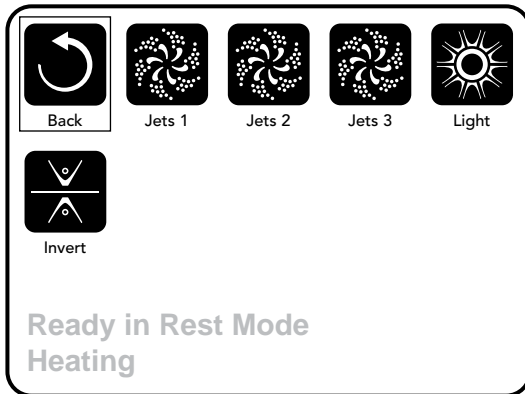 Back
Jets 1
Jets 2
Jets 3
Light
Invert
Ready in Rest Mode
Heating